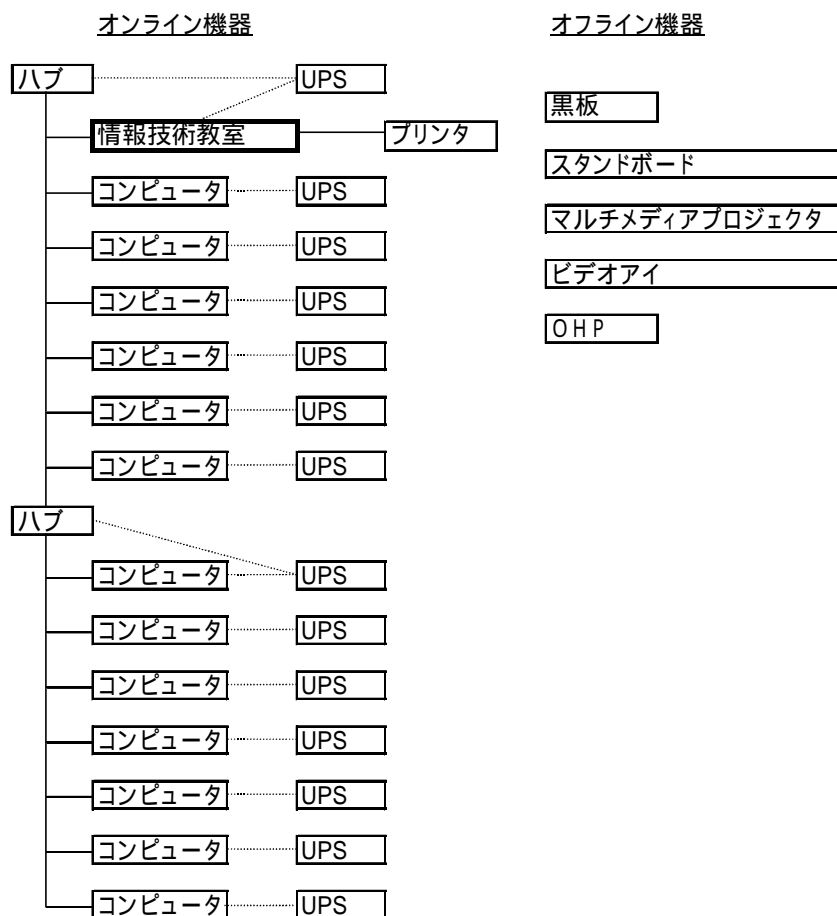 オンライン機器
オフライン機器
ハブ
UPS
情報技術教室
プリンタ
コンピュータ
UPS
コンピュータ
UPS
コンピュータ
UPS
コンピュータ
UPS
コンピュータ
UPS
コンピュータ
UPS
ハブ
コンピュータ
UPS
コンピュータ
UPS
コンピュータ
UPS
コンピュータ
UPS
コンピュータ
UPS
コンピュータ
UPS
コンピュータ
UPS
黒板
スタンドボード
マルチメディアプロジェクタ
ビデオアイ
OHP